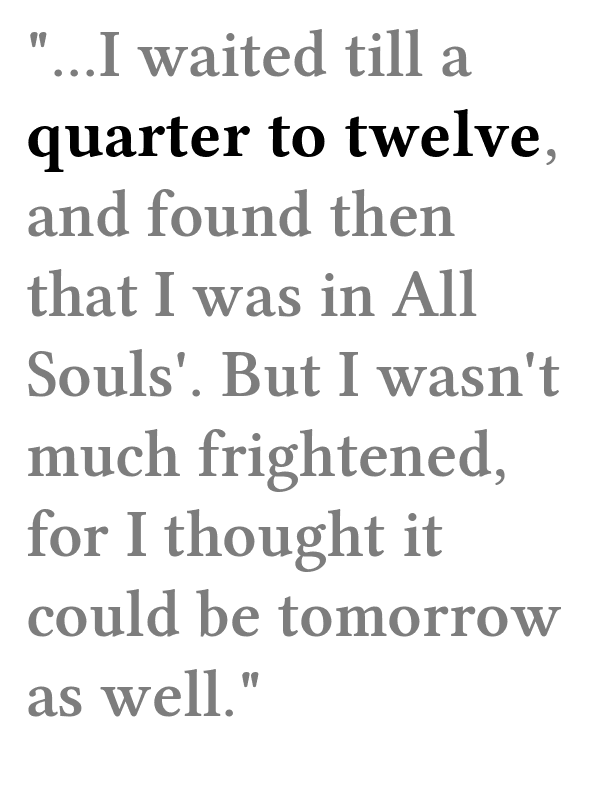 "...I waited till a
quarter to twelve,
and found then
that I was in All
Souls'. But I wasn't
much frightened,
for I thought it
could be tomorrow
as well."